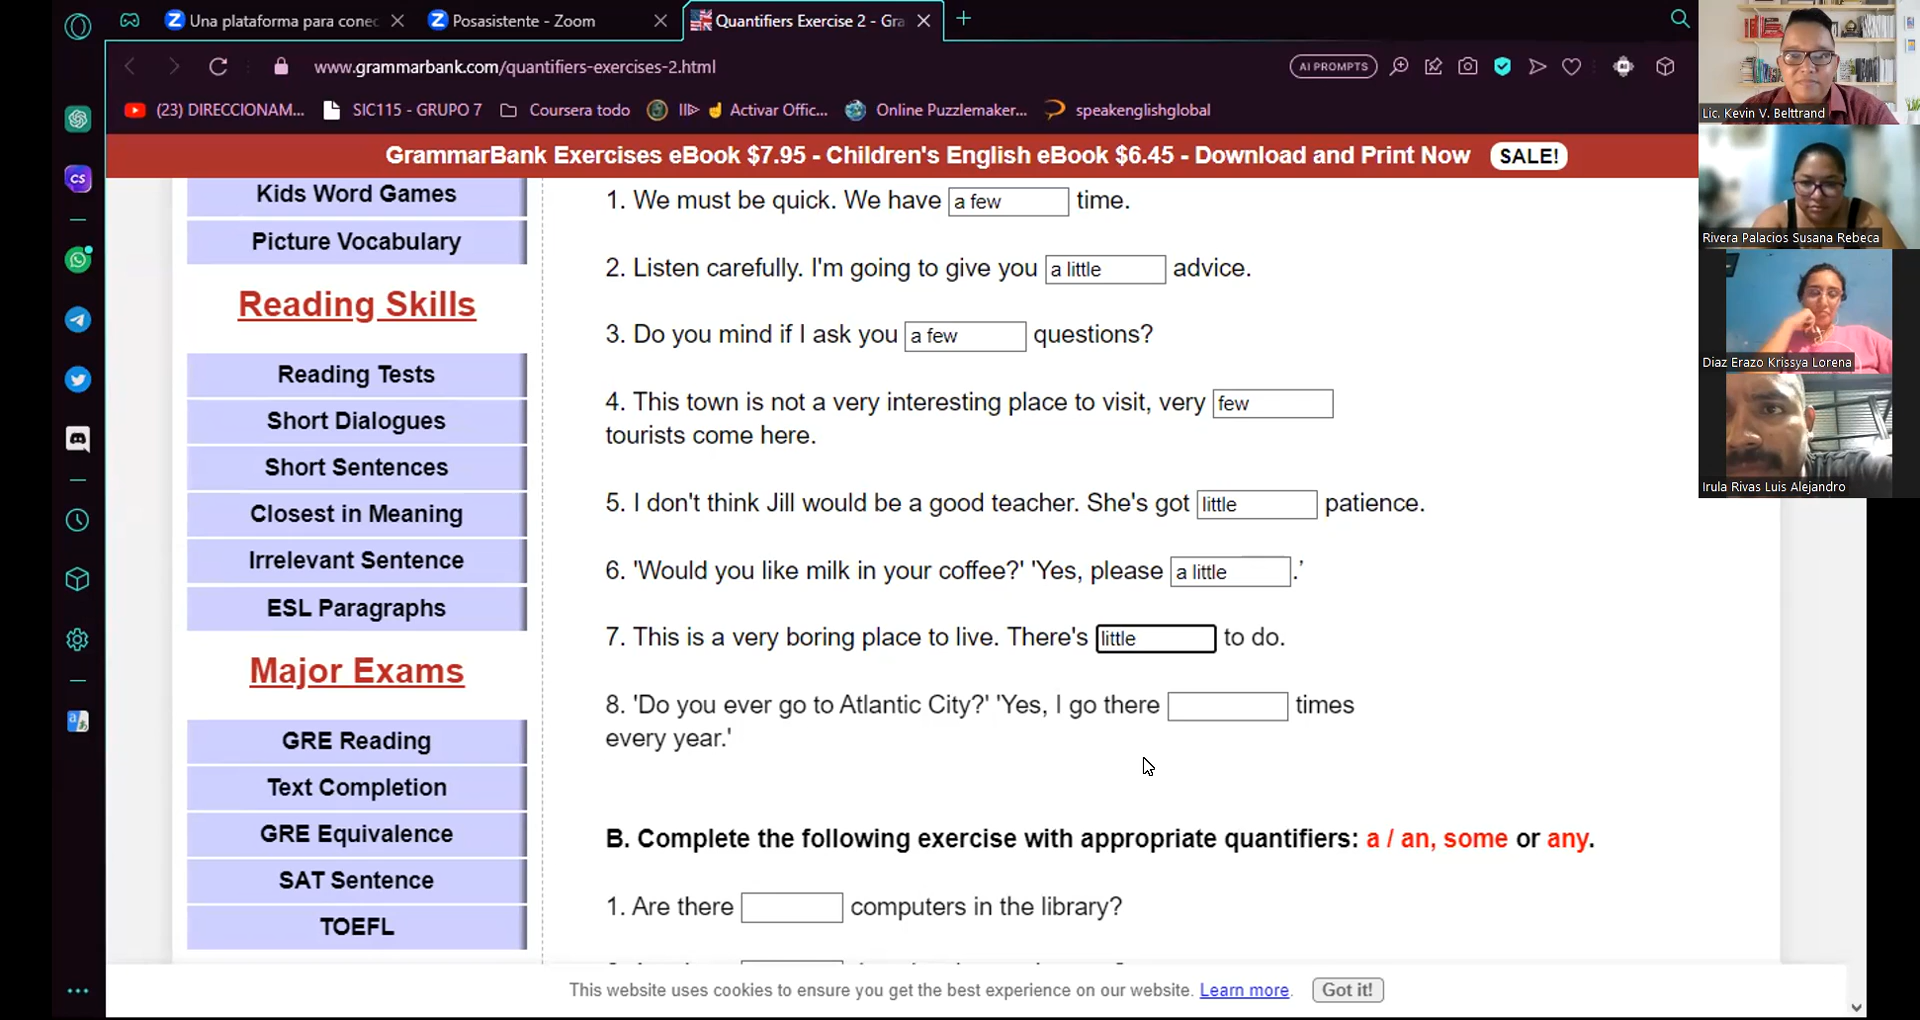 Una plataforma para conec
Posasistente - Zoom
Quantifiers Exercise 2 - Gra
www.grammarbank.com/quantifiers-exercises-2.html
AI PROMPTS
(23) DIRECCIONAM...
SIC115 - GRUPO 7
Coursera todo
Activar Offic...
Online Puzzlemaker...
speakenglishglobal
GrammarBank Exercises eBook $7.95 - Children's English eBook $6.45 - Download and Print Now
SALE!
Kids Word Games
Picture Vocabulary
Reading Skills
Reading Tests
Short Dialogues
Short Sentences
Closest in Meaning
Irrelevant Sentence
ESL Paragraphs
Major Exams
GRE Reading
Text Completion
GRE Equivalence
SAT Sentence
TOEFL
1. We must be quick. We have a few time.
2. Listen carefully. I'm going to give you a little advice.
3. Do you mind if I ask you a few questions?
4. This town is not a very interesting place to visit, very few
tourists come here.
5. I don't think Jill would be a good teacher. She's got little patience.
6. 'Would you like milk in your coffee?' 'Yes, please a little .’
7. This is a very boring place to live. There's little to do.
8. 'Do you ever go to Atlantic City?' 'Yes, I go there times
every year.'
B. Complete the following exercise with appropriate quantifiers: a / an, some or any.
1. Are there computers in the library?
This website uses cookies to ensure you get the best experience on our website. Learn more.
Got it!
Lic. Kevin V. Belttrand
Rivera Palacios Susana Rebeca
Diaz Erazo Krissya Lorena
Irula Rivas Luis Alejandro
CS